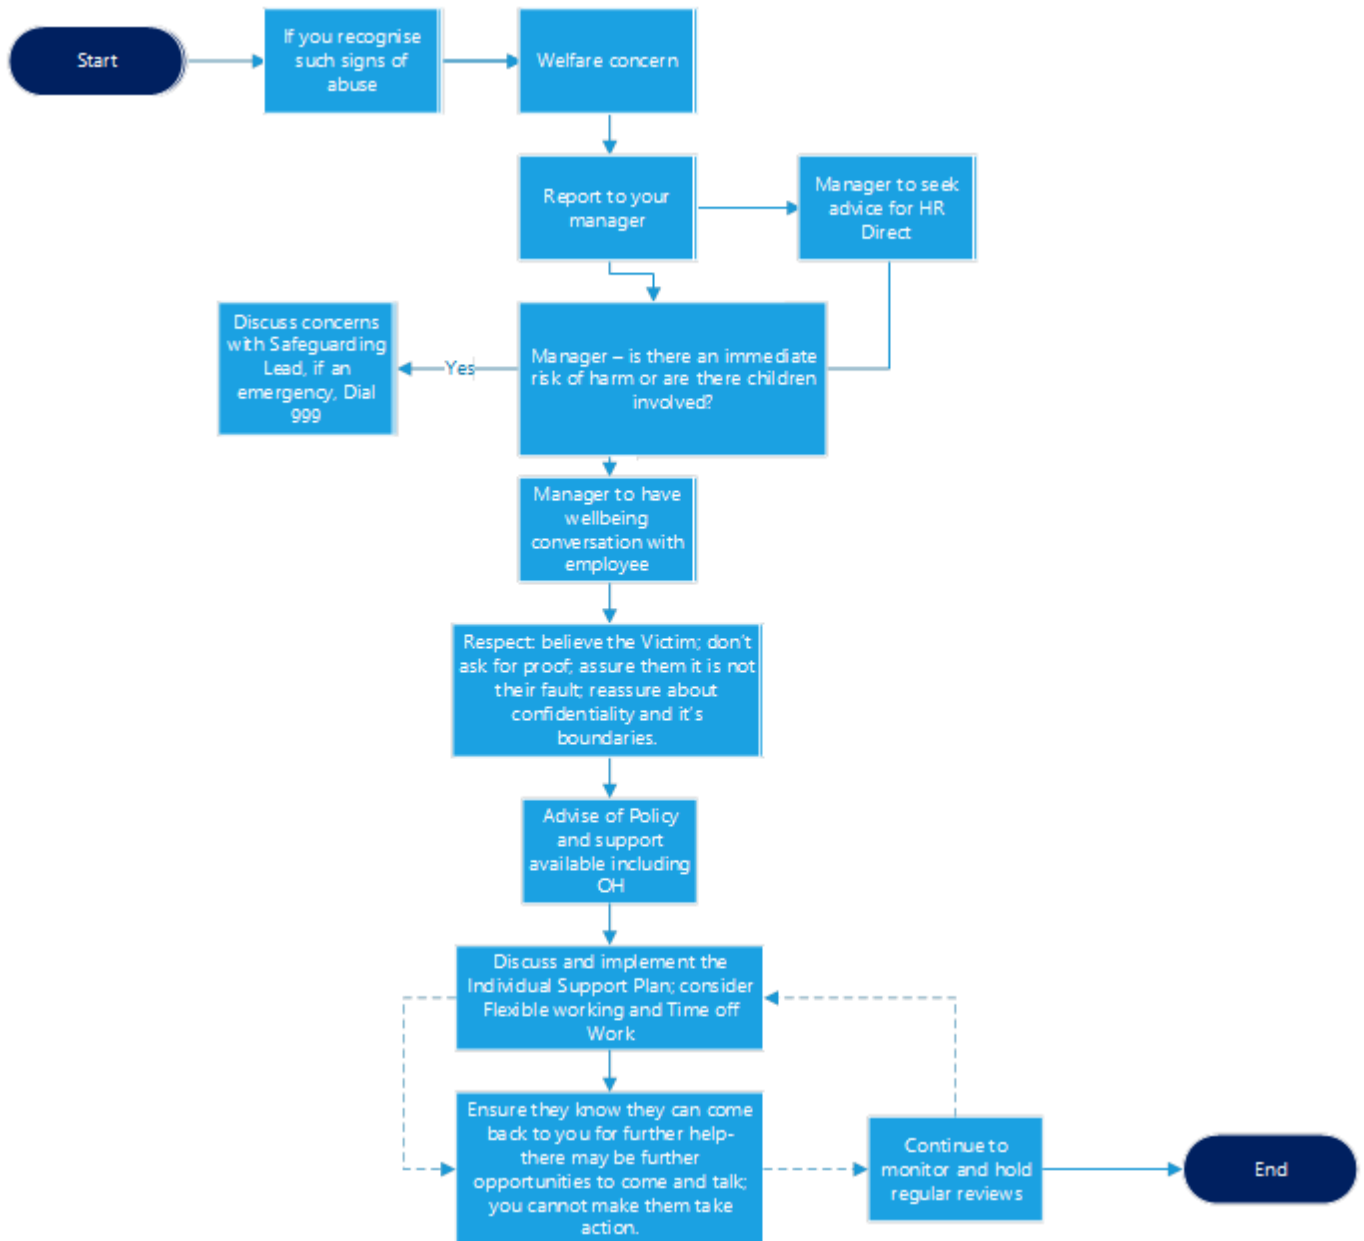 Start
If you recognise
such signs of
abuse
Welfare concern
Report to your
manager
Manager to seek
advice for HR
Direct
Discuss concerns
with Safeguarding
Lead, if an
emergency, Dial
999
Yes
Manager – is there an immediate
risk of harm or are there children
involved?
Manager to have
wellbeing
conversation with
employee
Respect: believe the Victim; don't
ask for proof; assure them it is not
their fault; reassure about
confidentiality and it's
boundaries.
Advise of Policy
and support
available including
OH
Discuss and implement the
Individual Support Plan; consider
Flexible working and Time off
Work
Ensure they know they can come
back to you for further help-
there may be further
opportunities to come and talk;
you cannot make them take
action.
Continue to
monitor and hold
regular reviews
End